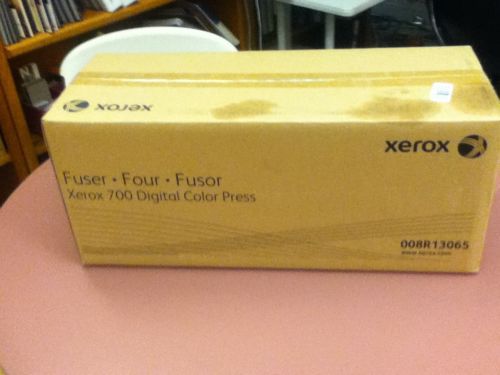 xerox
xerox
Fuser • Four • Fusor
Xerox 700 Digital Color Press
008R13065
www.xerox.com